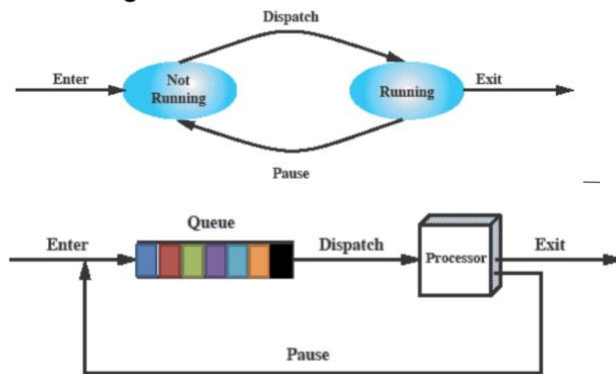 Dispatch
Enter
Not
Running
Running
Exit
Pause
Queue
Enter
Dispatch
Processor
Exit
Pause